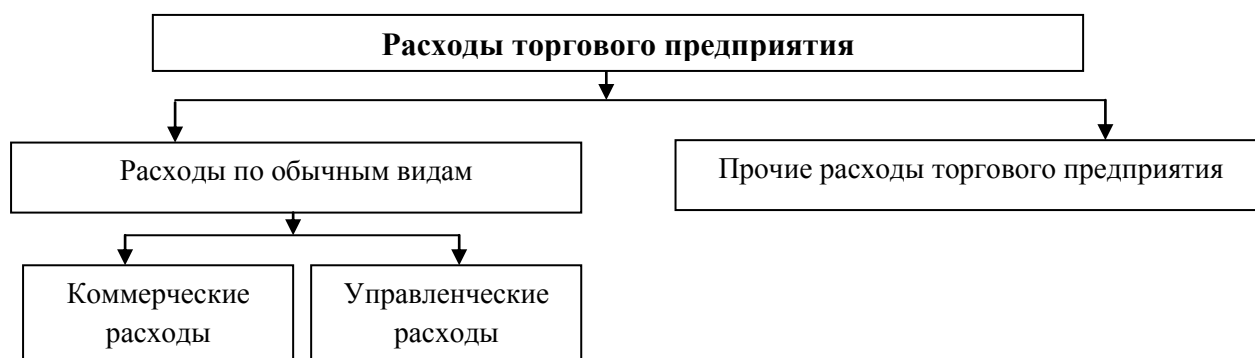 Расходы торгового предприятия
Расходы по обычным видам
Прочие расходы торгового предприятия
Коммерческие
расходы
Управленческие
расходы